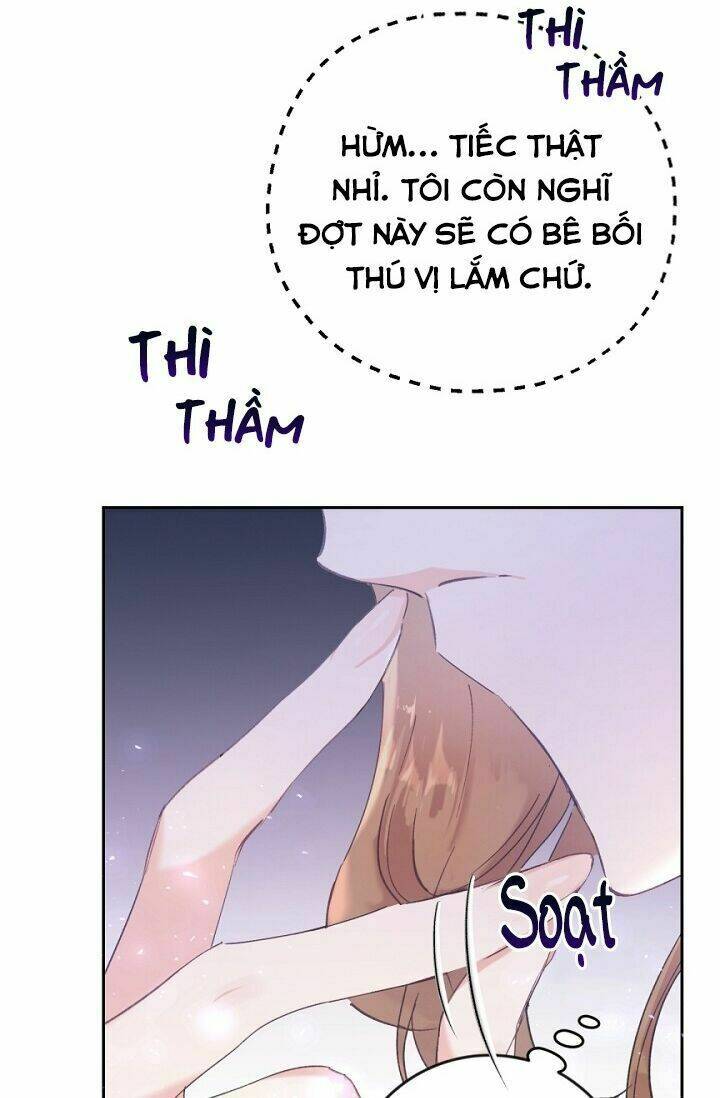 THÌ
THẦM
HỪM... TIẾC THẬT
NHỈ. TÔI CÒN NGHĨ
ĐỢT NÀY SẼ CÓ BÊ BỐI
THÚ VỊ LẮM CHỨ.
THÌ
THẦM
Soạt